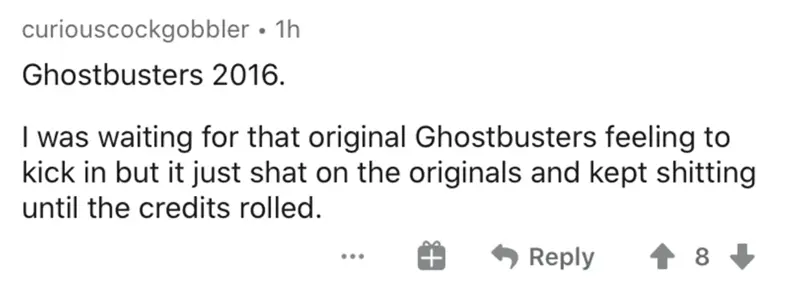 curiouscockgobbler • 1h
Ghostbusters 2016.
I was waiting for that original Ghostbusters feeling to
kick in but it just shat on the originals and kept shitting
until the credits rolled.
... Reply 8